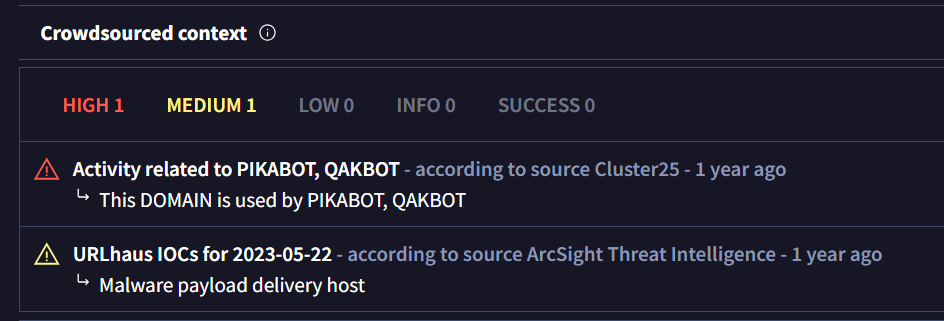 Crowdsourced context
HIGH 1 MEDIUM 1 LOW 0 INFO 0 SUCCESS 0
Activity related to PIKABOT, QAKBOT - according to source Cluster25 - 1 year ago
This DOMAIN is used by PIKABOT, QAKBOT
URLhaus IOCs for 2023-05-22 - according to source ArcSight Threat Intelligence - 1 year ago
Malware payload delivery host